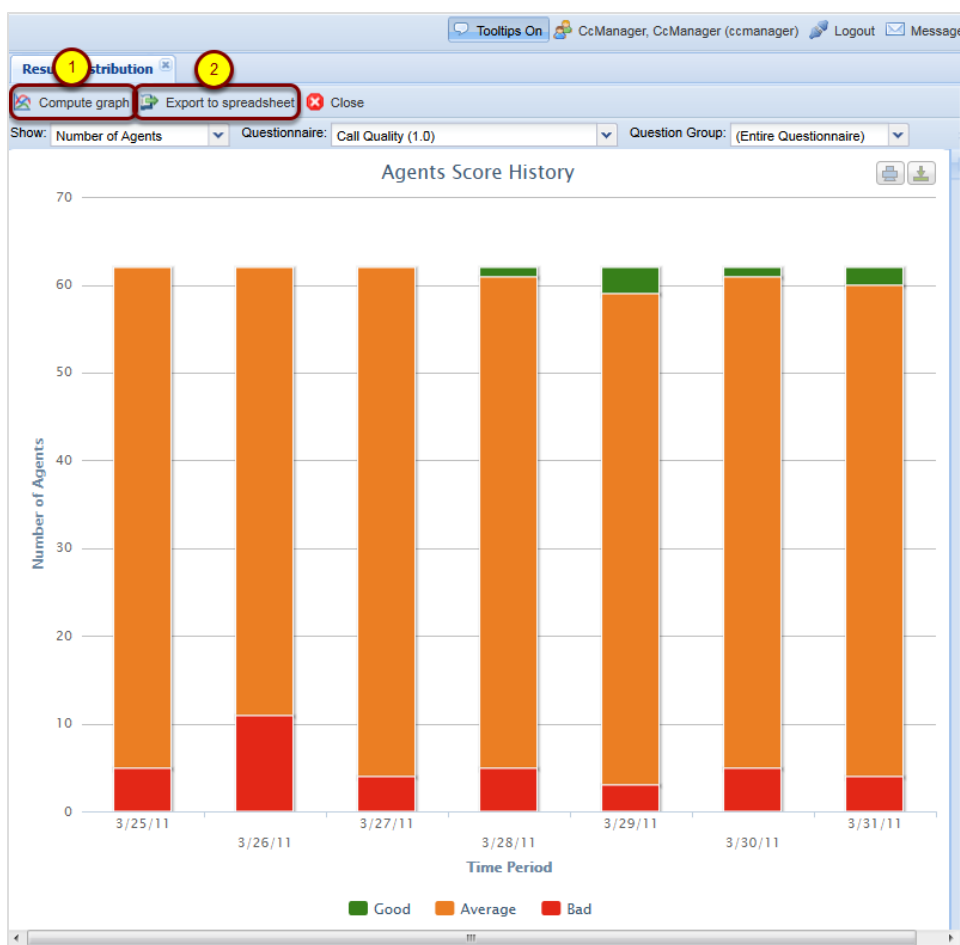 Tooltips On CcManager, CcManager (ccmanager) Logout Message
1 2
Resu stribution
Compute graph Export to spreadsheet Close
Show: Number of Agents Questionnaire: Call Quality (1.0) Question Group: (Entire Questionnaire)
Agents Score History
70
60
50
40
30
20
10
0
Number of Agents
3/25/11 3/26/11 3/27/11 3/28/11 3/29/11 3/30/11 3/31/11
Time Period
Good Average Bad